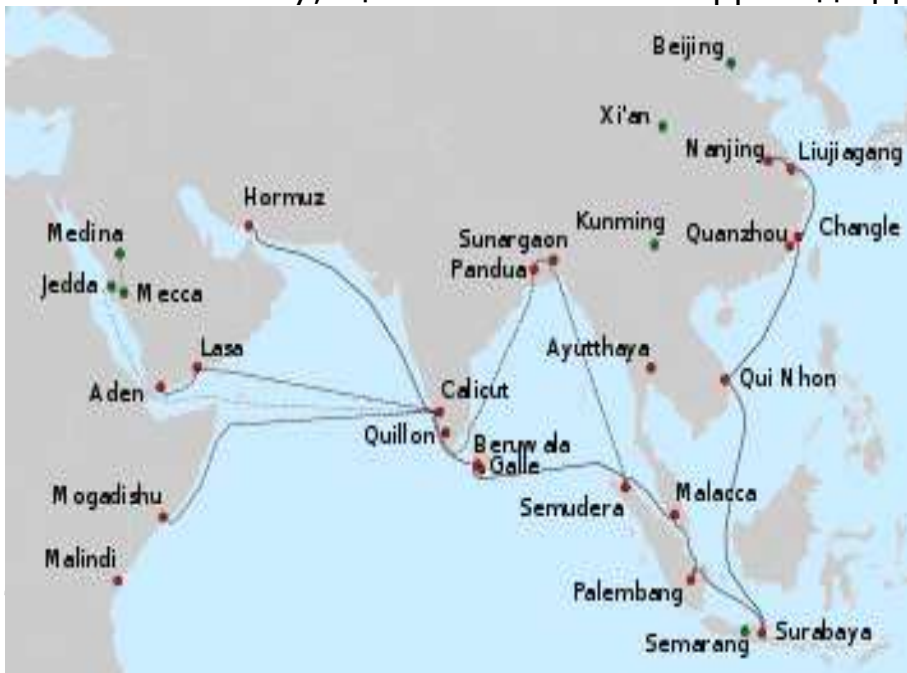 Beijing
Xi'an
Nanjing
Liujiagang
Hormuz
Kunming
Quanzhou
Changle
Medina
Sunargaon
Pandua
Jedda
Mecca
Lasa
Ayutthaya
Aden
Calicut
Qui Nhon
Quillon
Beruwala
Galle
Mogadishu
Semudera
Malacca
Malindi
Palembang
Semarang
Surabaya